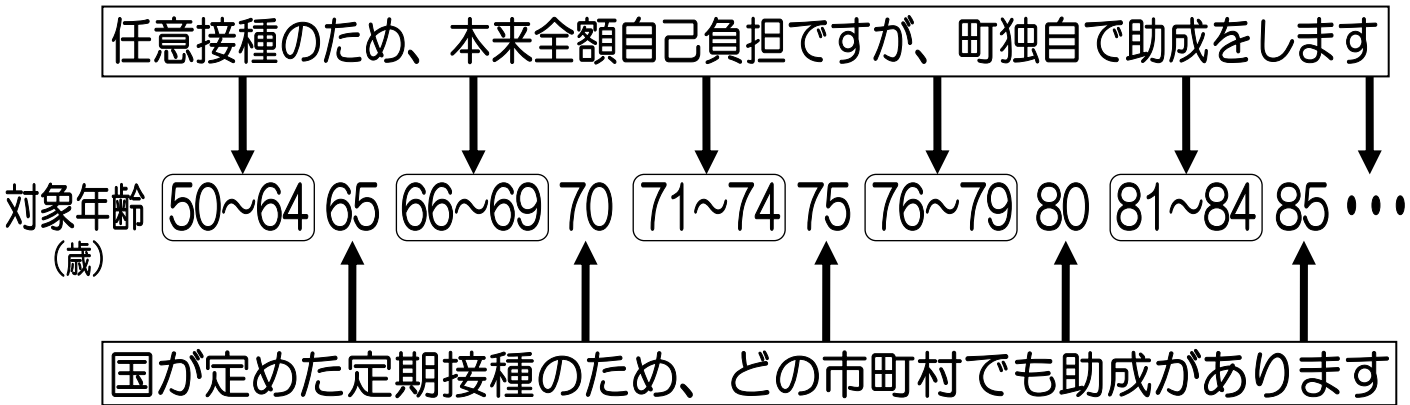 任意接種のため、本来全額自己負担ですが、町独自で助成をします
対象年齢 50~64 65 66~69 70 71~74 75 76~79 80 81~84 85 ･･･
(歳)
国が定めた定期接種のため、どの市町村でも助成があります